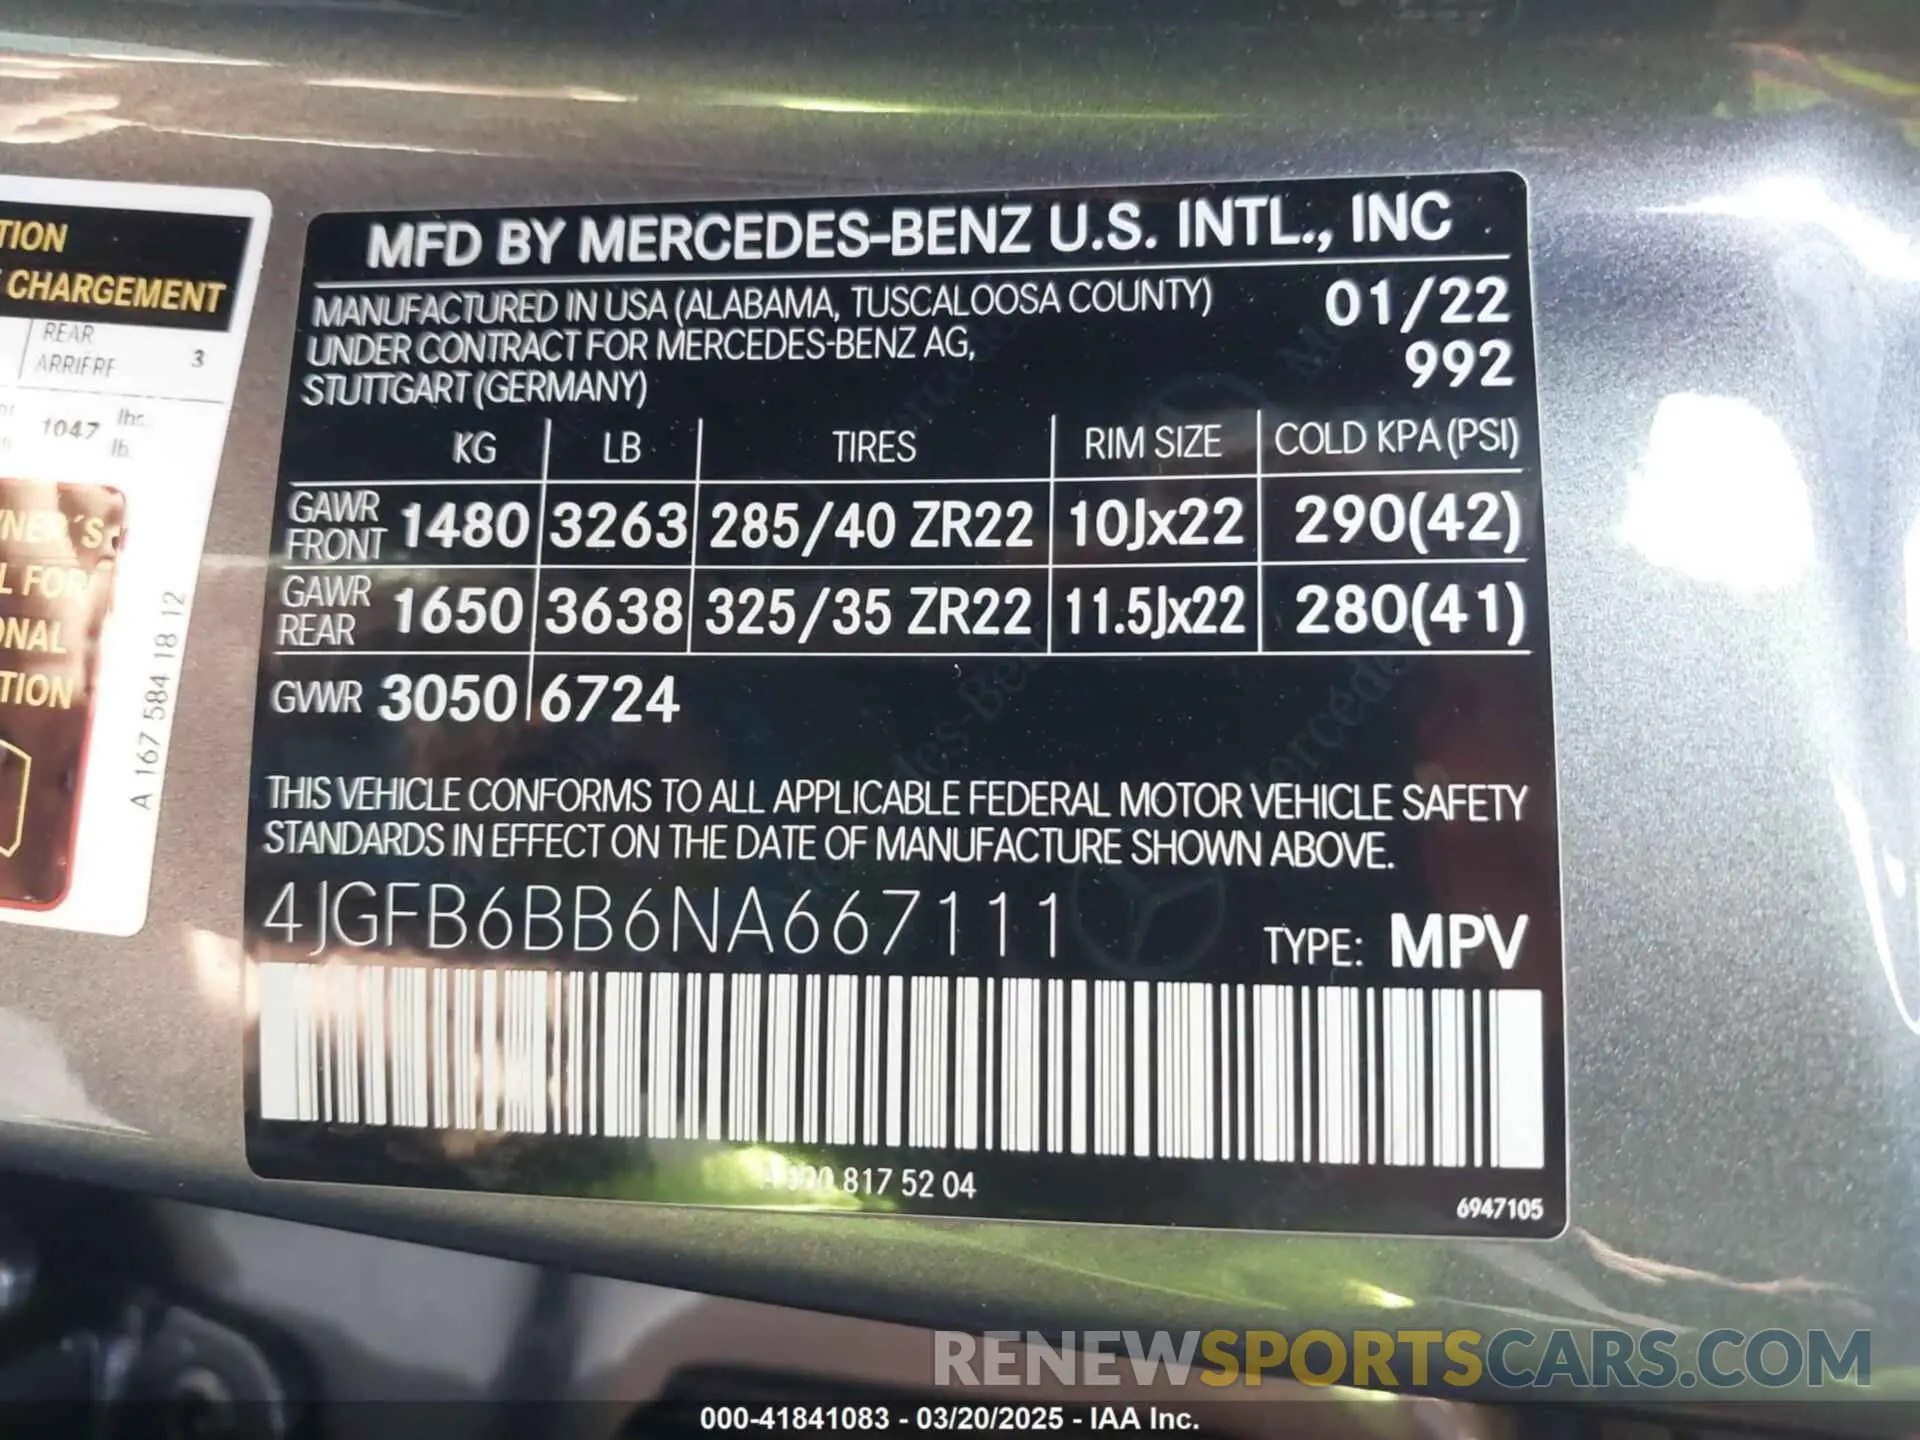 TION
CHARGEMENT
REAR
ARRIERE 3
1047 lbs.
lb.
NER´S
L FOR
ONAL
TION
A 167 584 18 12
MFD BY MERCEDES-BENZ U.S. INTL., INC
MANUFACTURED IN USA (ALABAMA, TUSCALOOSA COUNTY) 01/22
UNDER CONTRACT FOR MERCEDES-BENZ AG, 992
STUTTGART (GERMANY)
KG LB TIRES RIM SIZE COLD KPA (PSI)
GAWR FRONT 1480 3263 285/40 ZR22 10Jx22 290(42)
GAWR REAR 1650 3638 325/35 ZR22 11.5Jx22 280(41)
GVWR 3050 6724
THIS VEHICLE CONFORMS TO ALL APPLICABLE FEDERAL MOTOR VEHICLE SAFETY
STANDARDS IN EFFECT ON THE DATE OF MANUFACTURE SHOWN ABOVE.
4JGFB6BB6NA667111 TYPE: MPV
817 52 04
6947105
RENEWSPORTSCARS.COM
000-41841083 - 03/20/2025 - IAA Inc.